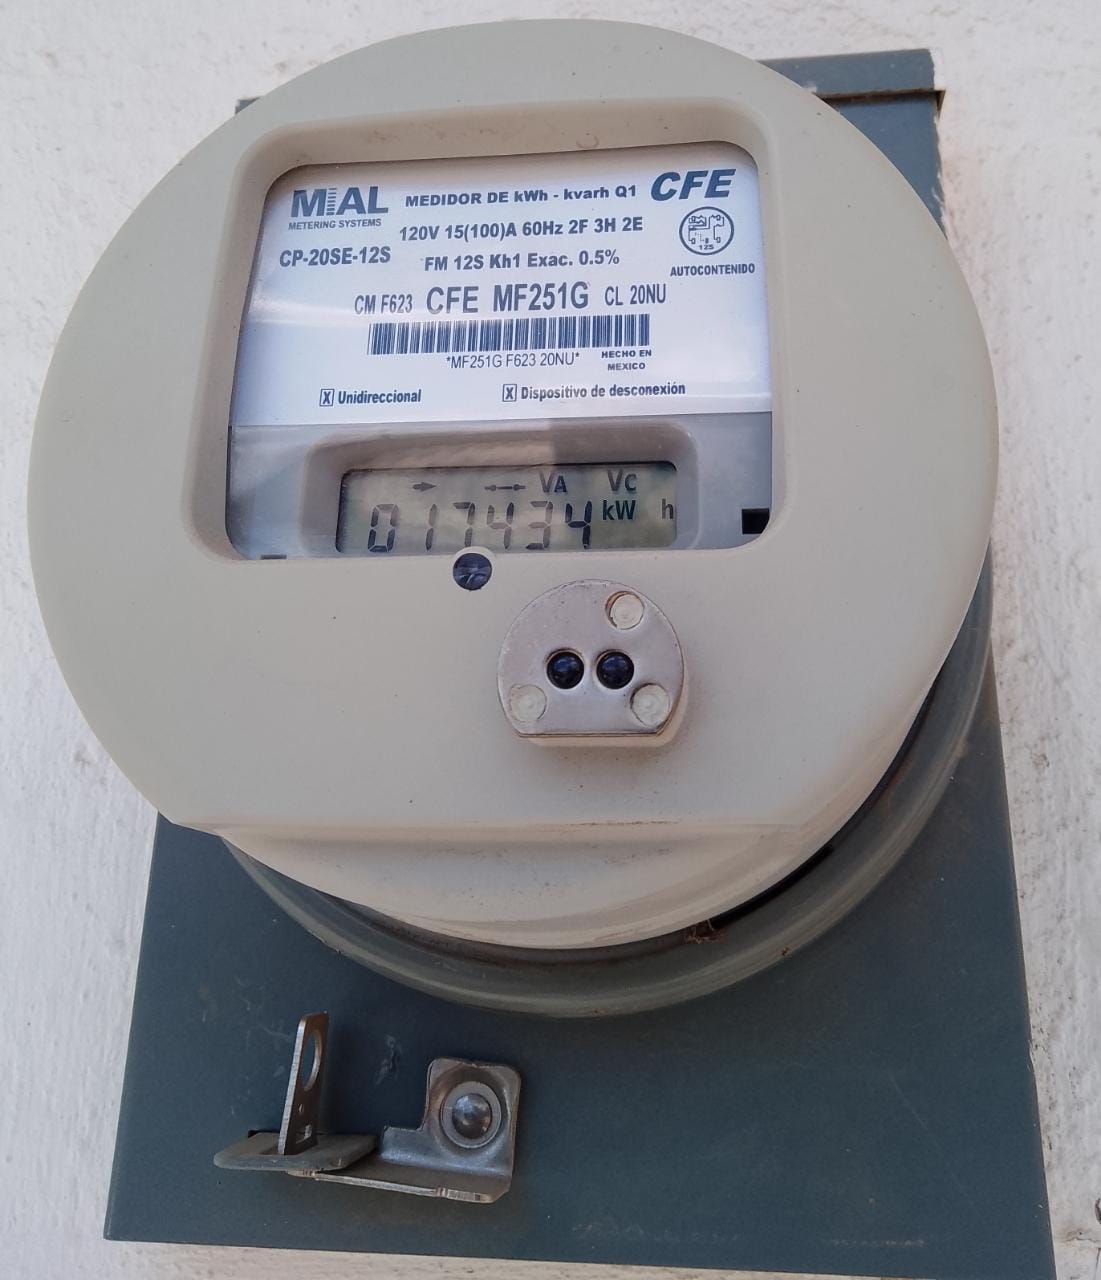 MIAL
METERING SYSTEMS
MEDIDOR DE kWh - kvarh Q1
CFE
120V 15(100)A 60Hz 2F 3H 2E
12S
CP-20SE-12S
FM 12S Kh1 Exac. 0.5%
AUTOCONTENIDO
CM F623 CFE MF251G CL 20NU
*MF251G F623 20NU*
HECHO EN
MEXICO
X Unidireccional
X Dispositivo de desconexión
VA VC
017434 kW h